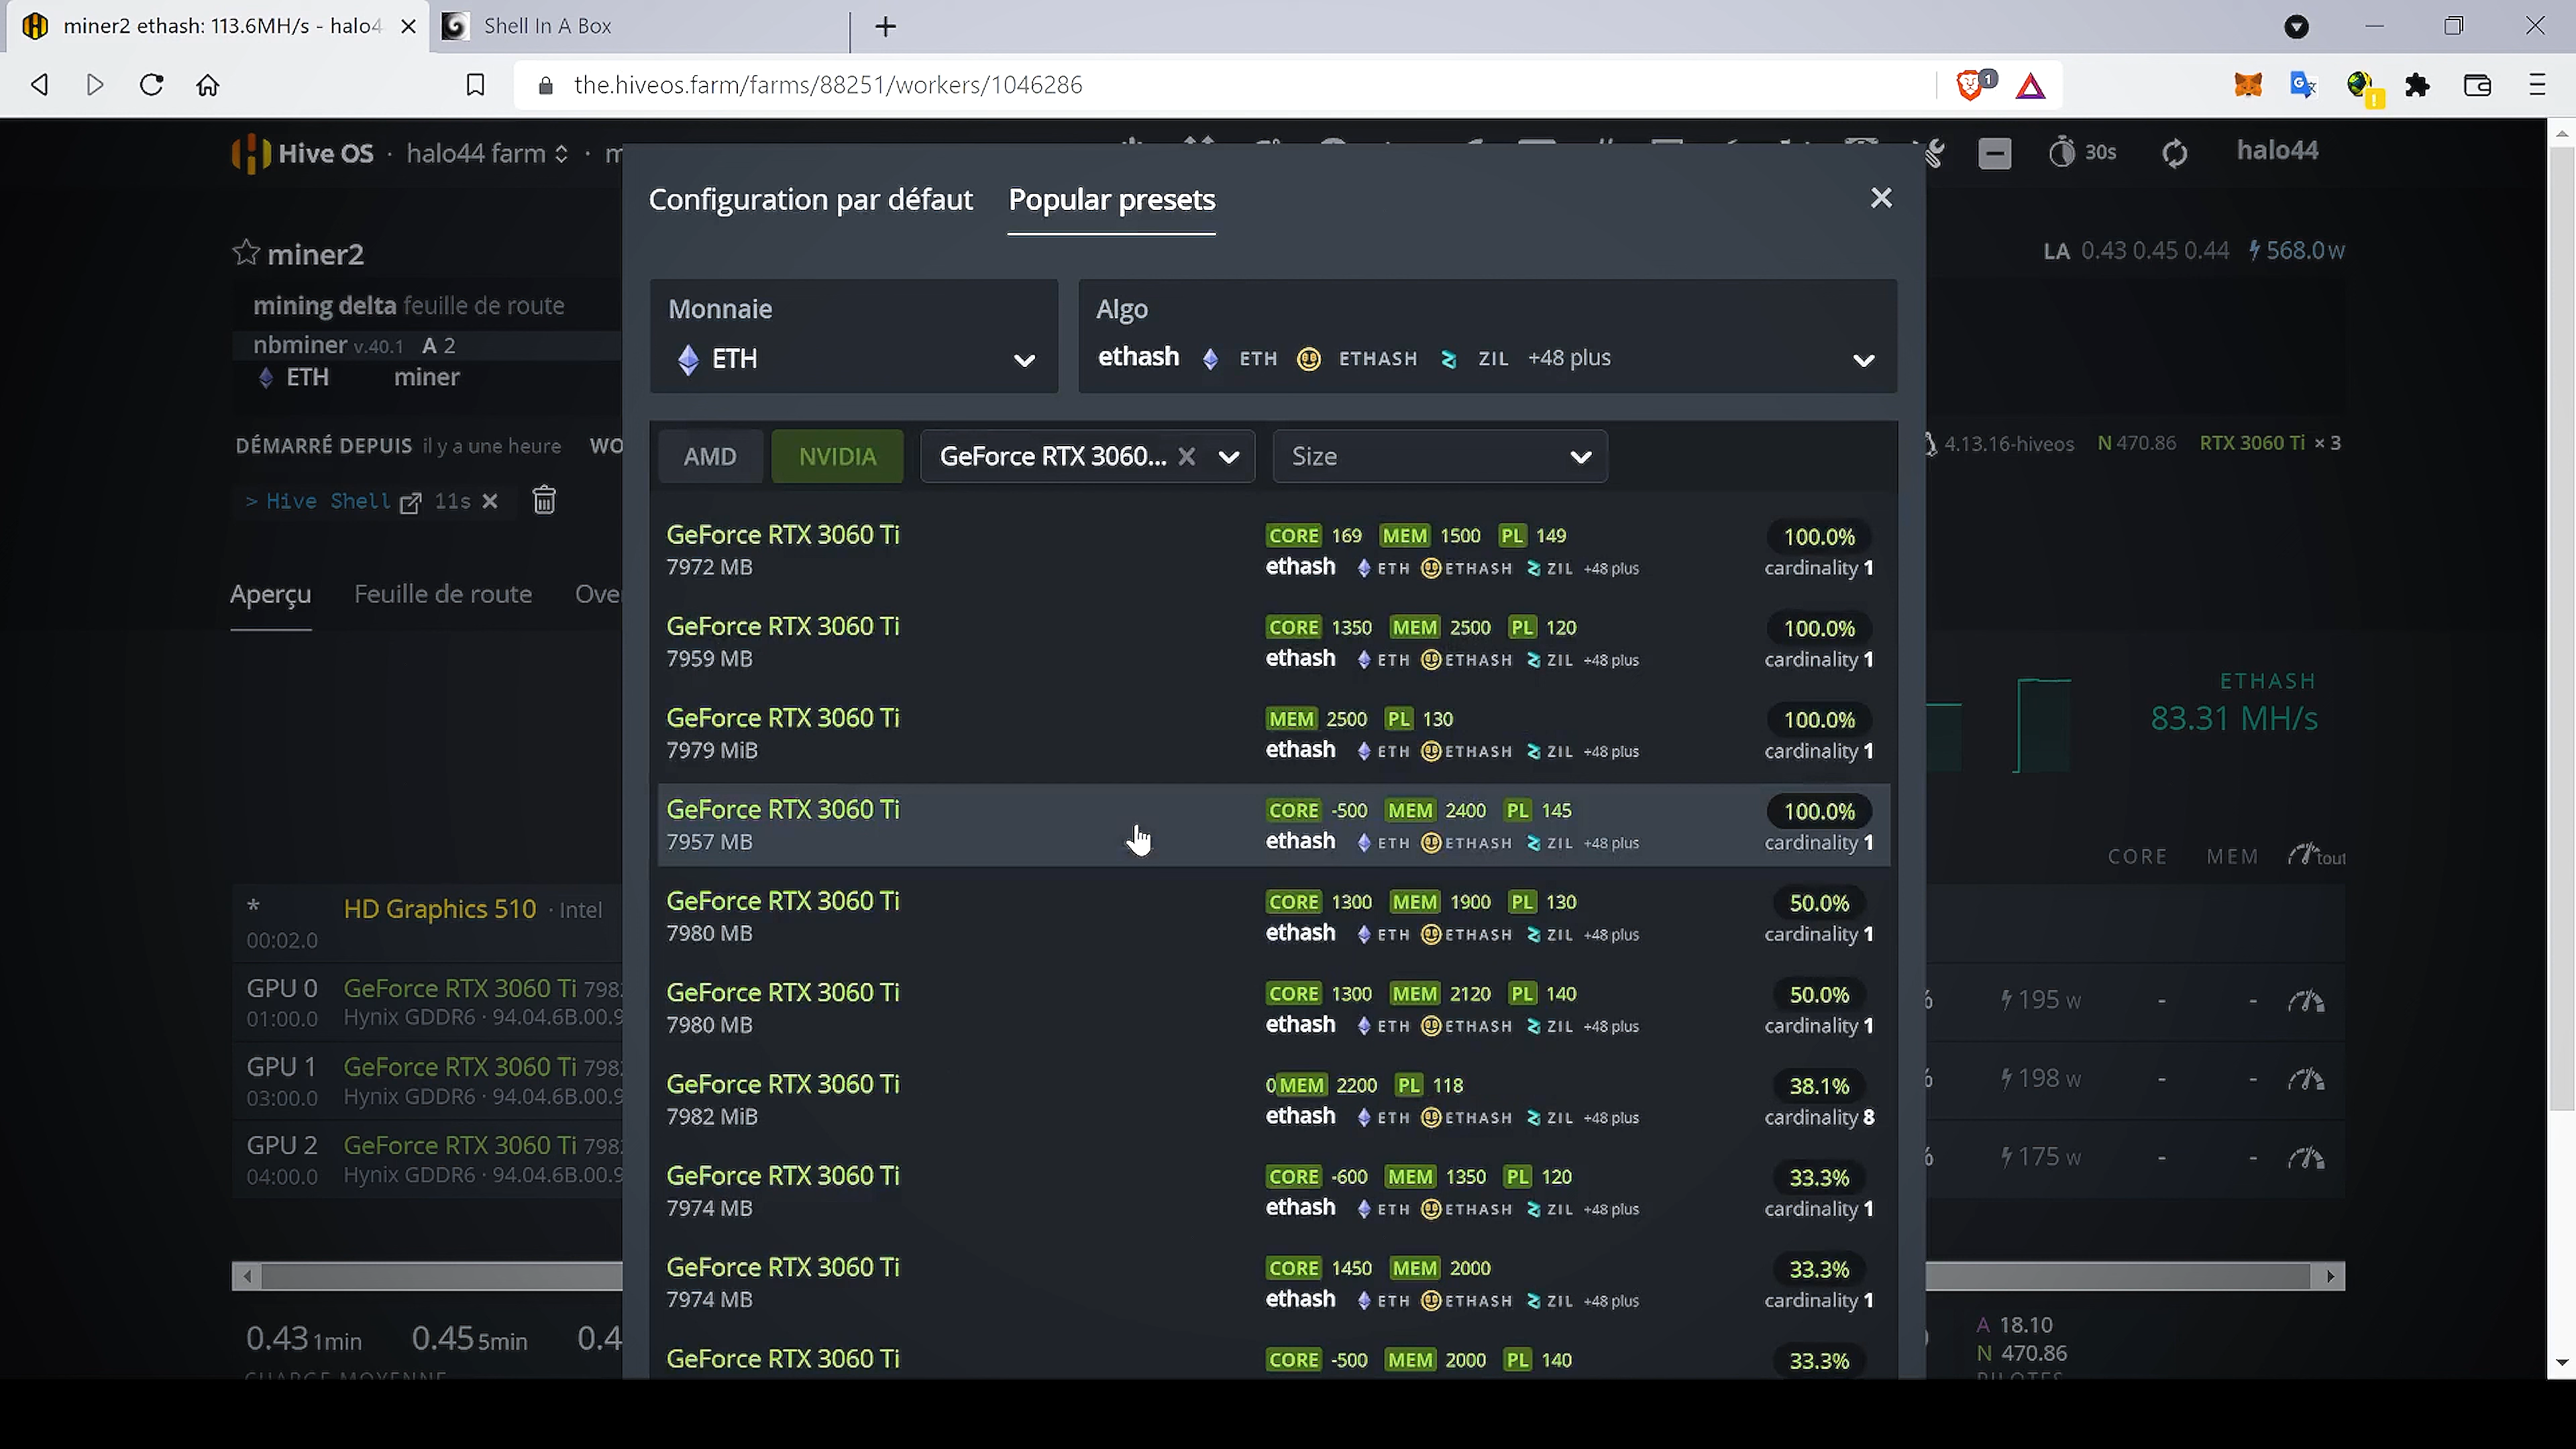 miner2 ethash: 113.6MH/s - halo4
Shell In A Box
the.hiveos.farm/farms/88251/workers/1046286
1
Hive OS · halo44 farm · m
30s
halo44
Configuration par défaut
Popular presets
miner2
LA 0.43 0.45 0.44 568.0 w
mining delta feuille de route
nbminer v.40.1 A 2
ETH miner
Monnaie
ETH
Algo
ethash ETH ETHASH ZIL +48 plus
DÉMARRÉ DEPUIS il y a une heure WO
4.13.16-hiveos N 470.86 RTX 3060 Ti × 3
AMD
NVIDIA
GeForce RTX 3060...
Size
> Hive Shell 11s
Aperçu
Feuille de route
Ove
GeForce RTX 3060 Ti CORE 169 MEM 1500 PL 149 100.0%
7972 MB ethash ETH ETHASH ZIL +48 plus cardinality 1
GeForce RTX 3060 Ti CORE 1350 MEM 2500 PL 120 100.0%
7959 MB ethash ETH ETHASH ZIL +48 plus cardinality 1
GeForce RTX 3060 Ti MEM 2500 PL 130 100.0%
7979 MiB ethash ETH ETHASH ZIL +48 plus cardinality 1
GeForce RTX 3060 Ti CORE -500 MEM 2400 PL 145 100.0%
7957 MB ethash ETH ETHASH ZIL +48 plus cardinality 1
GeForce RTX 3060 Ti CORE 1300 MEM 1900 PL 130 50.0%
7980 MB ethash ETH ETHASH ZIL +48 plus cardinality 1
GeForce RTX 3060 Ti CORE 1300 MEM 2120 PL 140 50.0%
7980 MB ethash ETH ETHASH ZIL +48 plus cardinality 1
GeForce RTX 3060 Ti 0 MEM 2200 PL 118 38.1%
7982 MiB ethash ETH ETHASH ZIL +48 plus cardinality 8
GeForce RTX 3060 Ti CORE -600 MEM 1350 PL 120 33.3%
7974 MB ethash ETH ETHASH ZIL +48 plus cardinality 1
GeForce RTX 3060 Ti CORE 1450 MEM 2000 33.3%
7974 MB ethash ETH ETHASH ZIL +48 plus cardinality 1
GeForce RTX 3060 Ti CORE -500 MEM 2000 PL 140 33.3%
ETHASH
83.31 MH/s
CORE MEM tout
* HD Graphics 510 · Intel
00:02.0
GPU 0 GeForce RTX 3060 Ti 798 195 w - -
01:00.0 Hynix GDDR6 · 94.04.6B.00.9
GPU 1 GeForce RTX 3060 Ti 798 198 w - -
03:00.0 Hynix GDDR6 · 94.04.6B.00.9
GPU 2 GeForce RTX 3060 Ti 798 175 w - -
04:00.0 Hynix GDDR6 · 94.04.6B.00.9
0.43 1min 0.45 5min 0.4
CHARGE MOYENNE
A 18.10
N 470.86
PILOTES